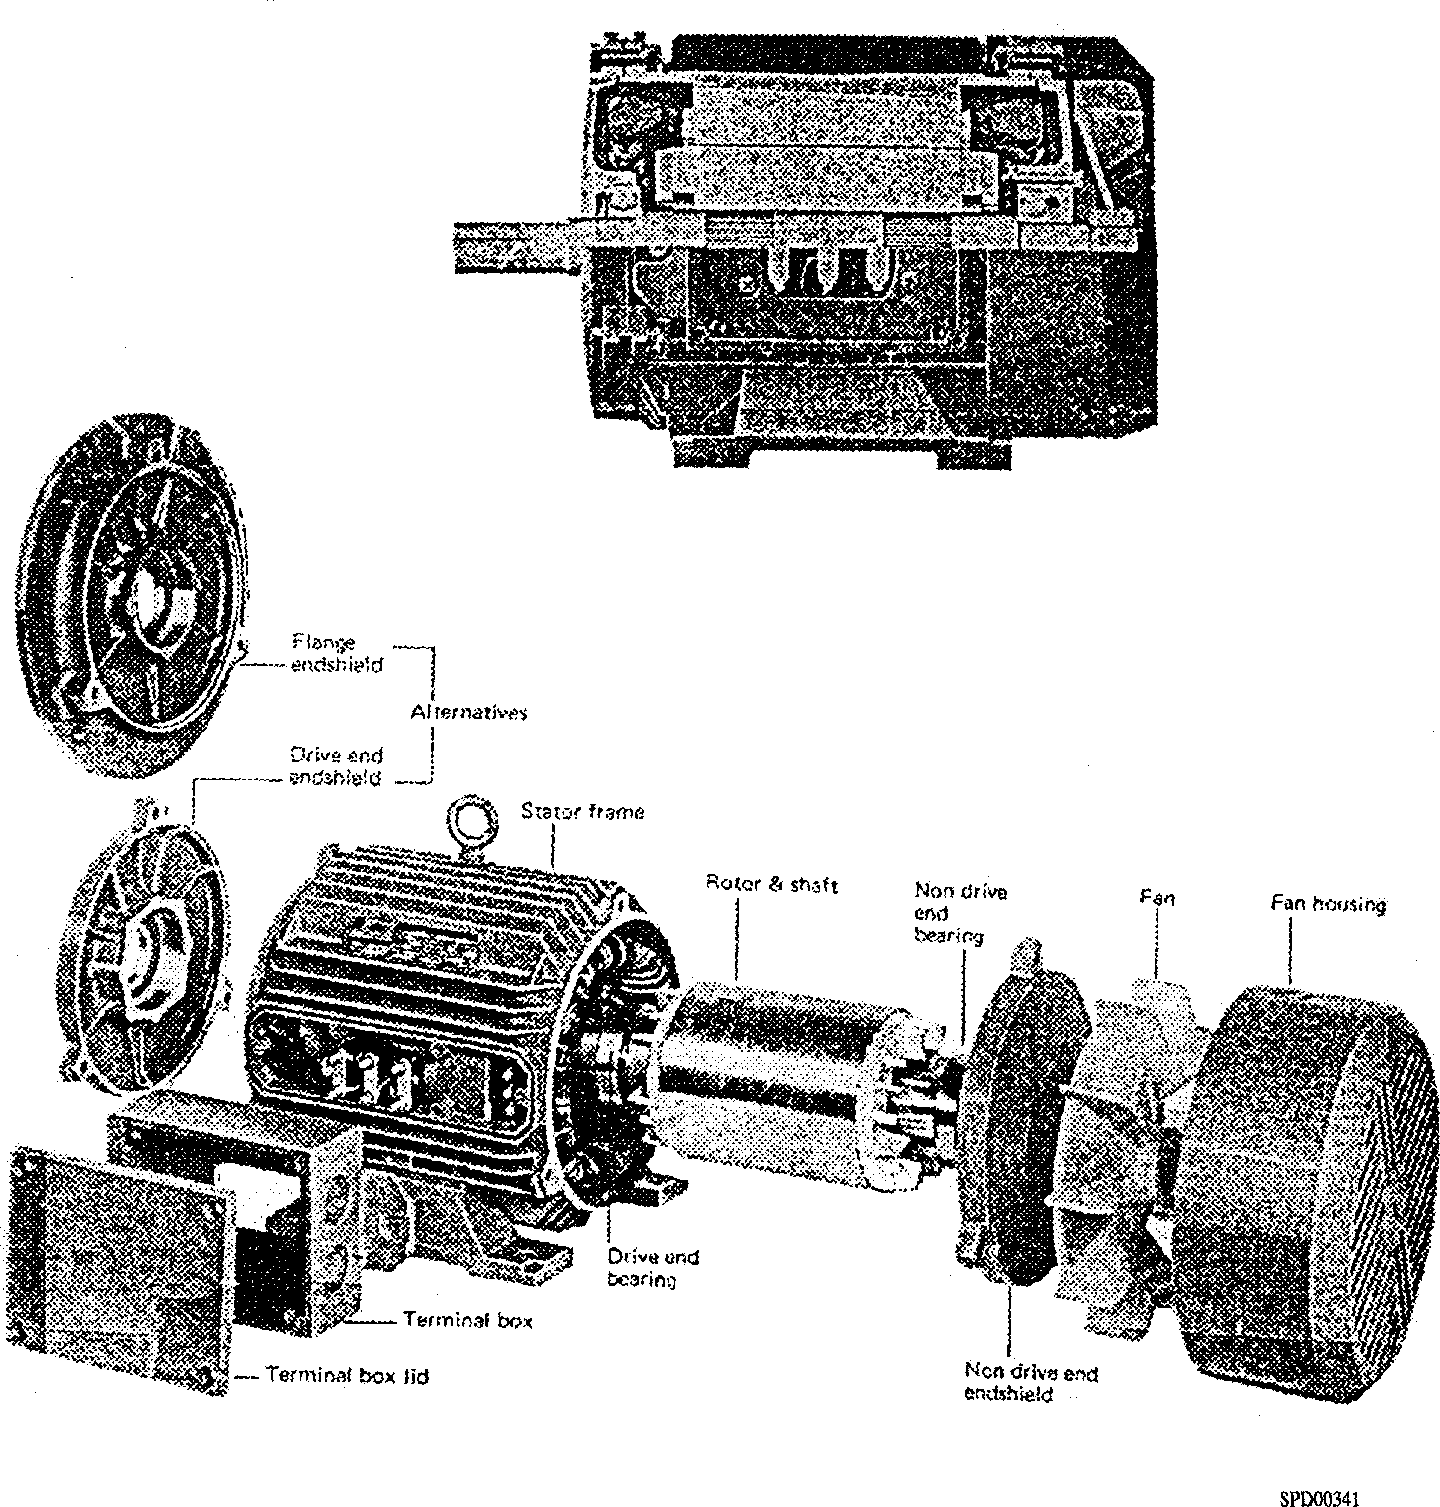 Flange
endshield
Alternatives
Drive end
endshield
Stator frame
Rotor & shaft
Non drive
end
bearing
Fan
Fan housing
Drive end
bearing
Terminal box
Terminal box lid
Non drive end
endshield
SPD00341